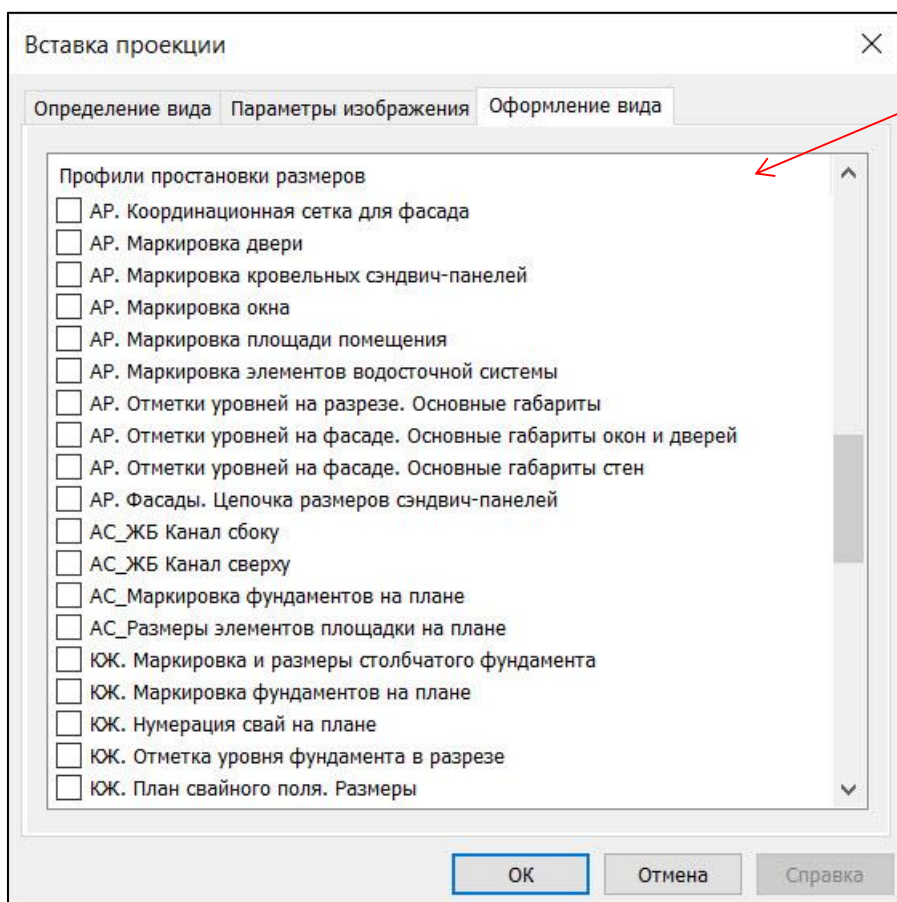 Вставка проекции
Определение вида Параметры изображения Оформление вида
Профили простановки размеров
АР. Координационная сетка для фасада
АР. Маркировка двери
АР. Маркировка кровельных сэндвич-панелей
АР. Маркировка окна
АР. Маркировка площади помещения
АР. Маркировка элементов водосточной системы
АР. Отметки уровней на разрезе. Основные габариты
АР. Отметки уровней на фасаде. Основные габариты окон и дверей
АР. Отметки уровней на фасаде. Основные габариты стен
АР. Фасады. Цепочка размеров сэндвич-панелей
АС_ЖБ Канал сбоку
АС_ЖБ Канал сверху
АС_Маркировка фундаментов на плане
АС_Размеры элементов площадки на плане
КЖ. Маркировка и размеры столбчатого фундамента
КЖ. Маркировка фундаментов на плане
КЖ. Нумерация свай на плане
КЖ. Отметка уровня фундамента в разрезе
КЖ. План свайного поля. Размеры
ОК Отмена Справка